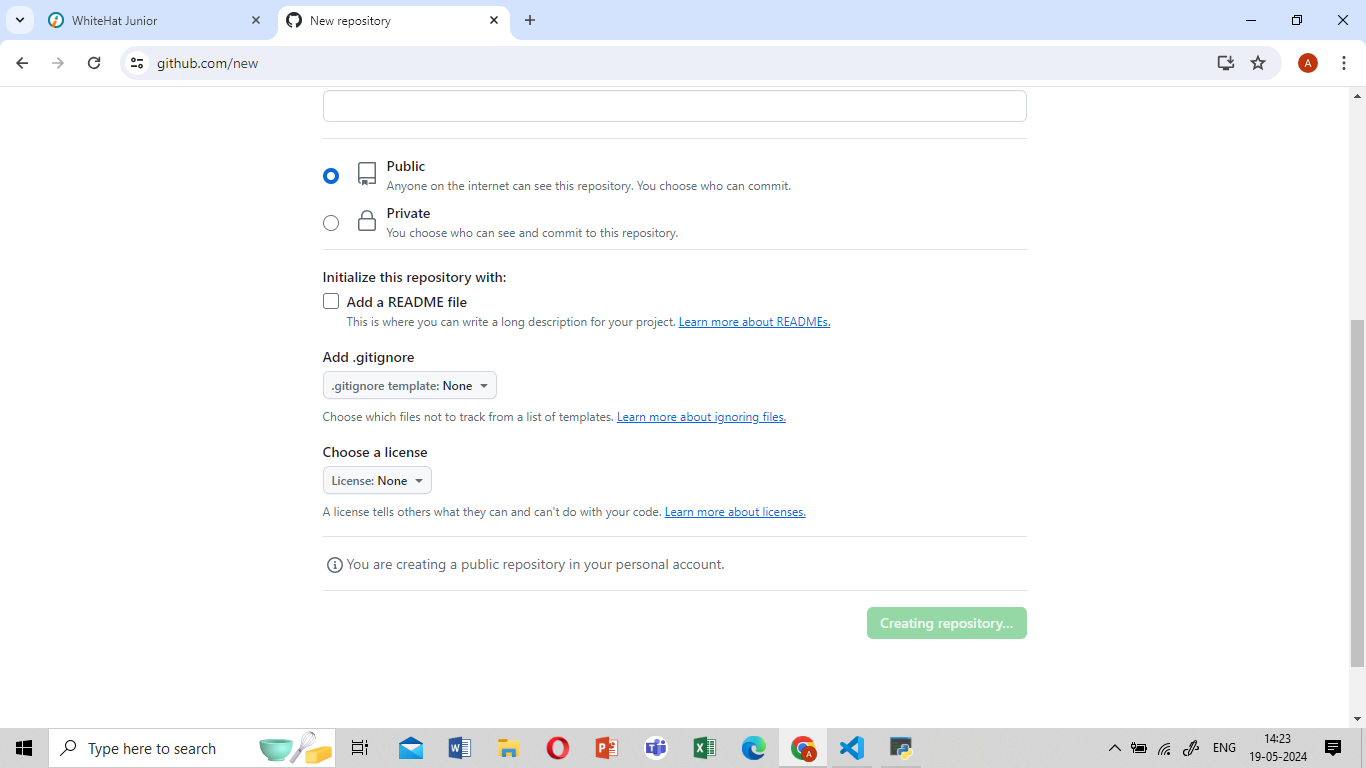 WhiteHat Junior
New repository
github.com/new
A
Public
Anyone on the internet can see this repository. You choose who can commit.
Private
You choose who can see and commit to this repository.
Initialize this repository with:
Add a README file
This is where you can write a long description for your project. Learn more about READMEs.
Add .gitignore
.gitignore template: None
Choose which files not to track from a list of templates. Learn more about ignoring files.
Choose a license
License: None
A license tells others what they can and can't do with your code. Learn more about licenses.
You are creating a public repository in your personal account.
Creating repository...
Type here to search
ENG
14:23
19-05-2024